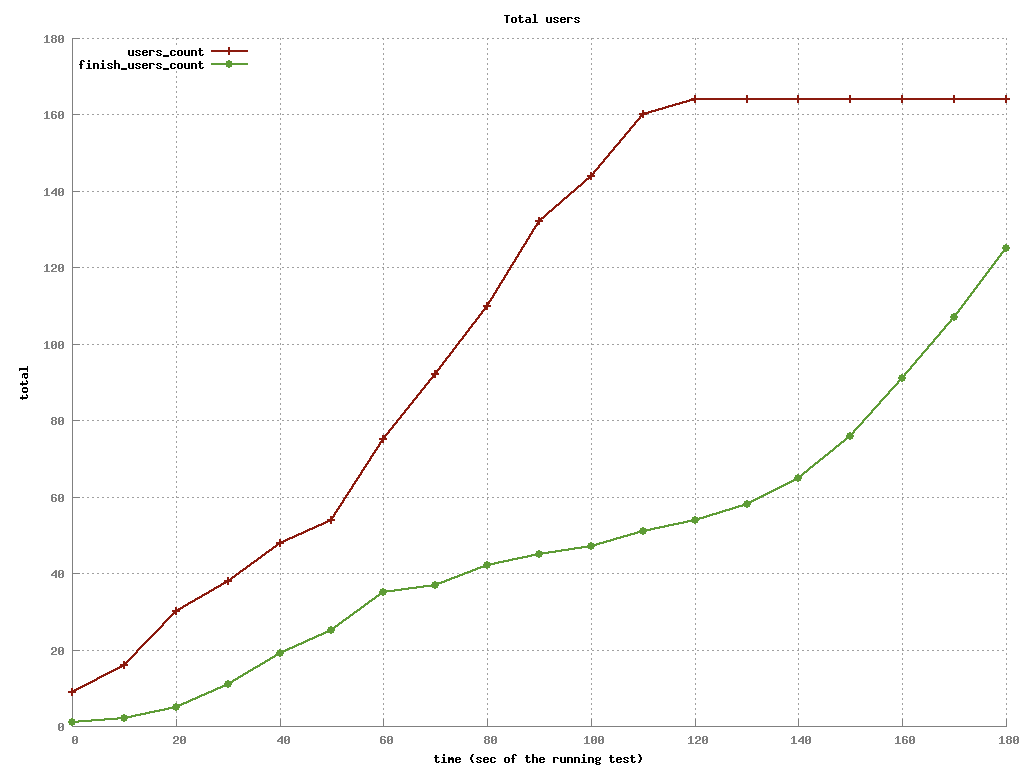 Total users
users_count
finish_users_count
180
160
140
120
100
80
60
40
20
0
total
0 20 40 60 80 100 120 140 160 180
time (sec of the running test)